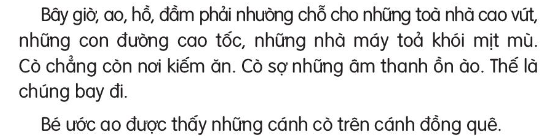 Bây giờ, ao, hồ, đầm phải nhường chỗ cho những toà nhà cao vút,
những con đường cao tốc, những nhà máy toả khói mịt mù.
Cò chẳng còn nơi kiếm ăn. Cò sợ những âm thanh ồn ào. Thế là
chúng bay đi.
Bé ước ao được thấy những cánh cò trên cánh đồng quê.